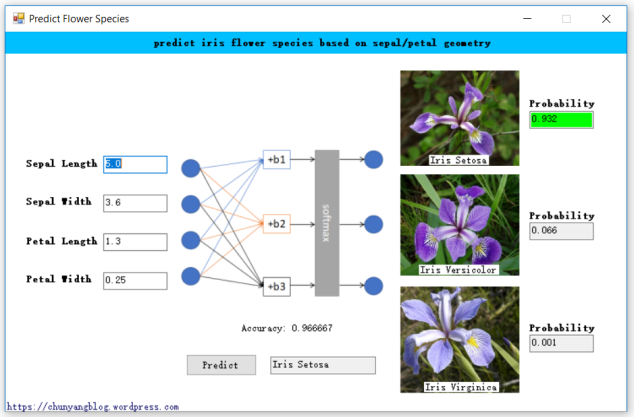 Predict Flower Species
predict iris flower species based on sepal/petal geometry
Sepal Length 5.0
Sepal Width 3.6
Petal Length 1.3
Petal Width 0.25
+b1
+b2
+b3
softmax
Iris Setosa
Probability
0.932
Iris Versicolor
Probability
0.066
Iris Virginica
Probability
0.001
Accuracy: 0.966667
Predict Iris Setosa
https://chunyangblog.wordpress.com